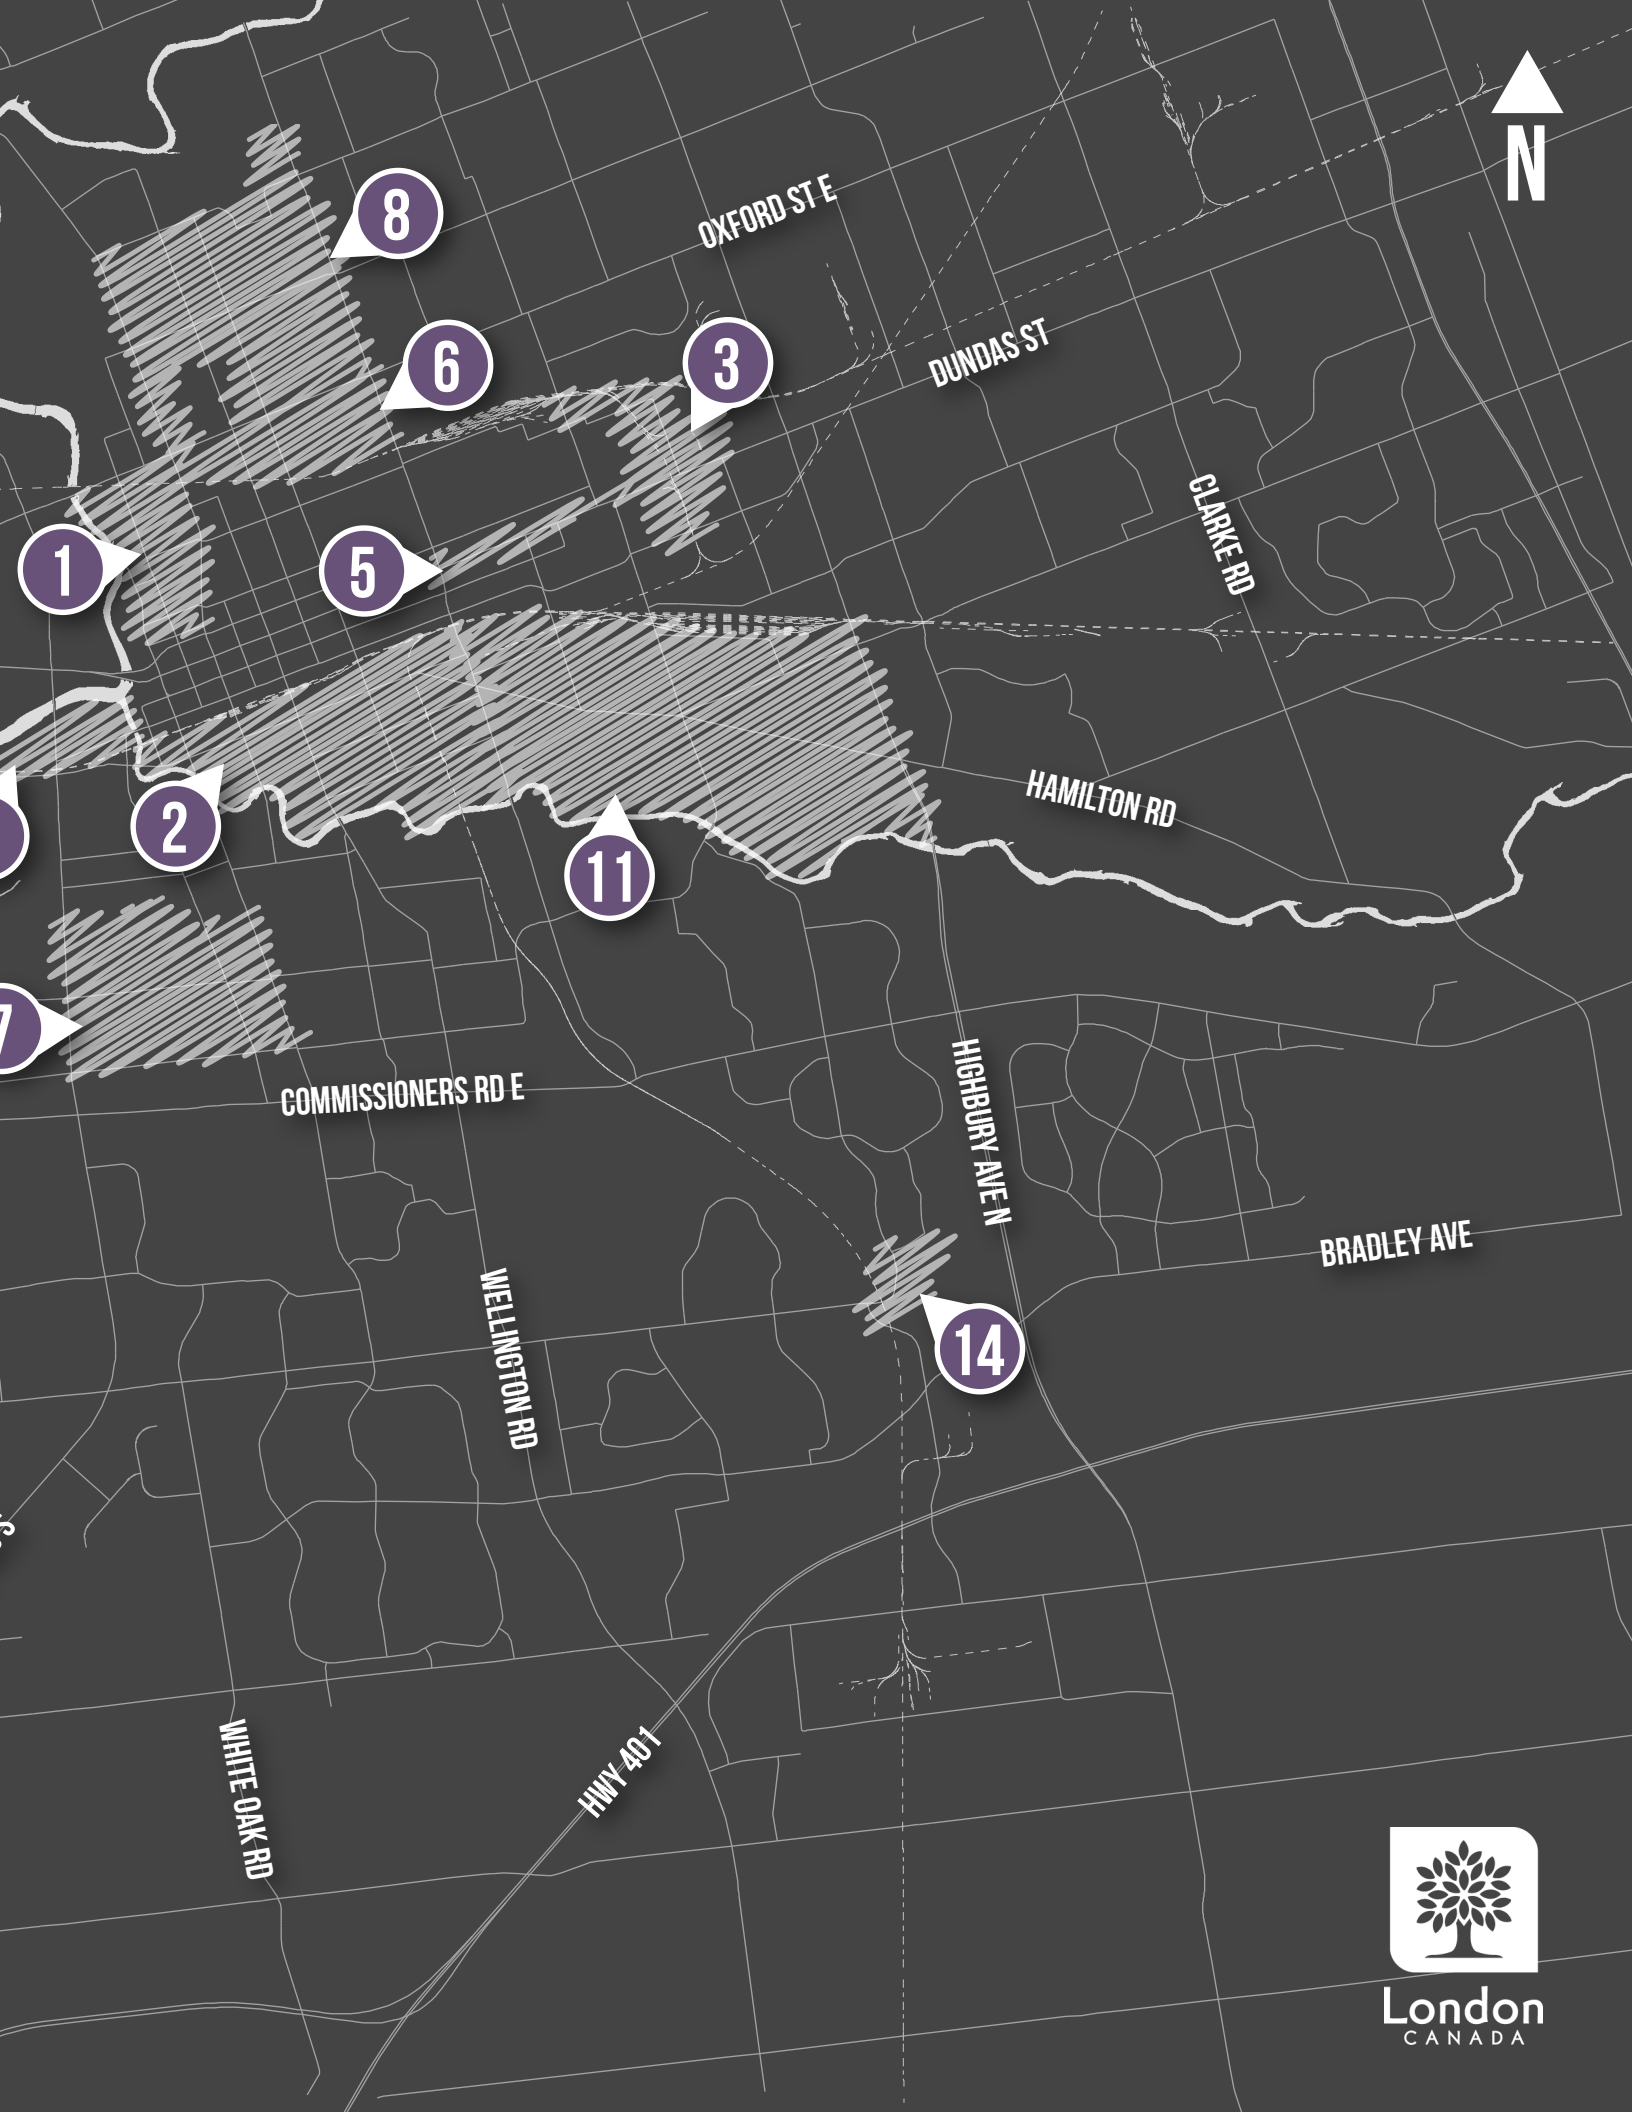 N
8
OXFORD ST E
6
3
DUNDAS ST
CLARKE RD
1
5
HAMILTON RD
2
11
7
COMMISSIONERS RD E
HIGHBURY AVE N
BRADLEY AVE
14
WELLINGTON RD
WHITE OAK RD
HWY 401
London
CANADA